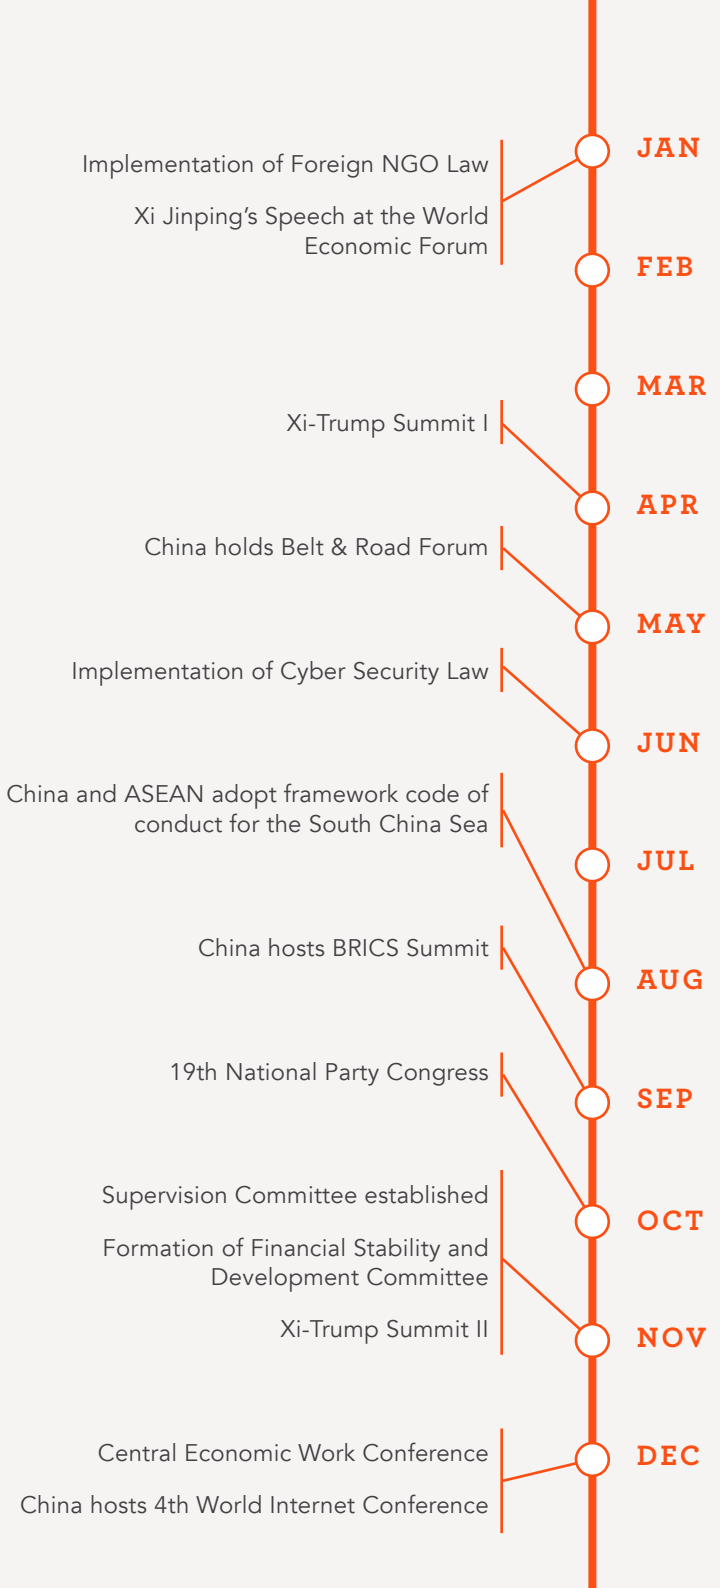 JAN
Implementation of Foreign NGO Law
Xi Jinping’s Speech at the World
Economic Forum
FEB
MAR
Xi-Trump Summit I
APR
China holds Belt & Road Forum
MAY
Implementation of Cyber Security Law
JUN
China and ASEAN adopt framework code of
conduct for the South China Sea
JUL
China hosts BRICS Summit
AUG
19th National Party Congress
SEP
Supervision Committee established
OCT
Formation of Financial Stability and
Development Committee
Xi-Trump Summit II
NOV
Central Economic Work Conference
DEC
China hosts 4th World Internet Conference